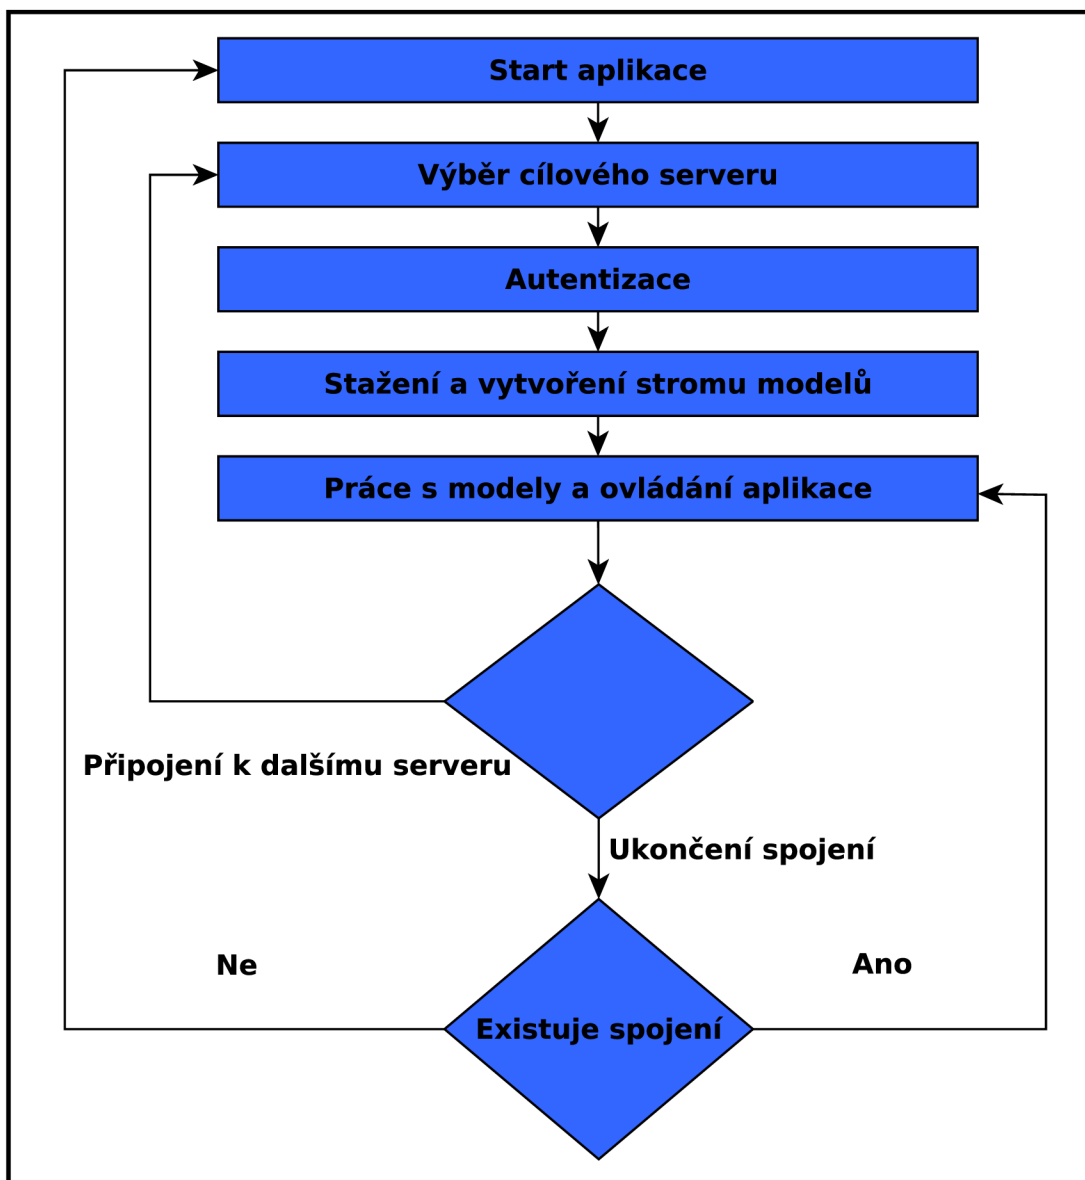 Start aplikace
Výběr cílového serveru
Autentizace
Stažení a vytvoření stromu modelů
Práce s modely a ovládání aplikace
Připojení k dalšímu serveru
Ukončení spojení
Ne
Ano
Existuje spojení